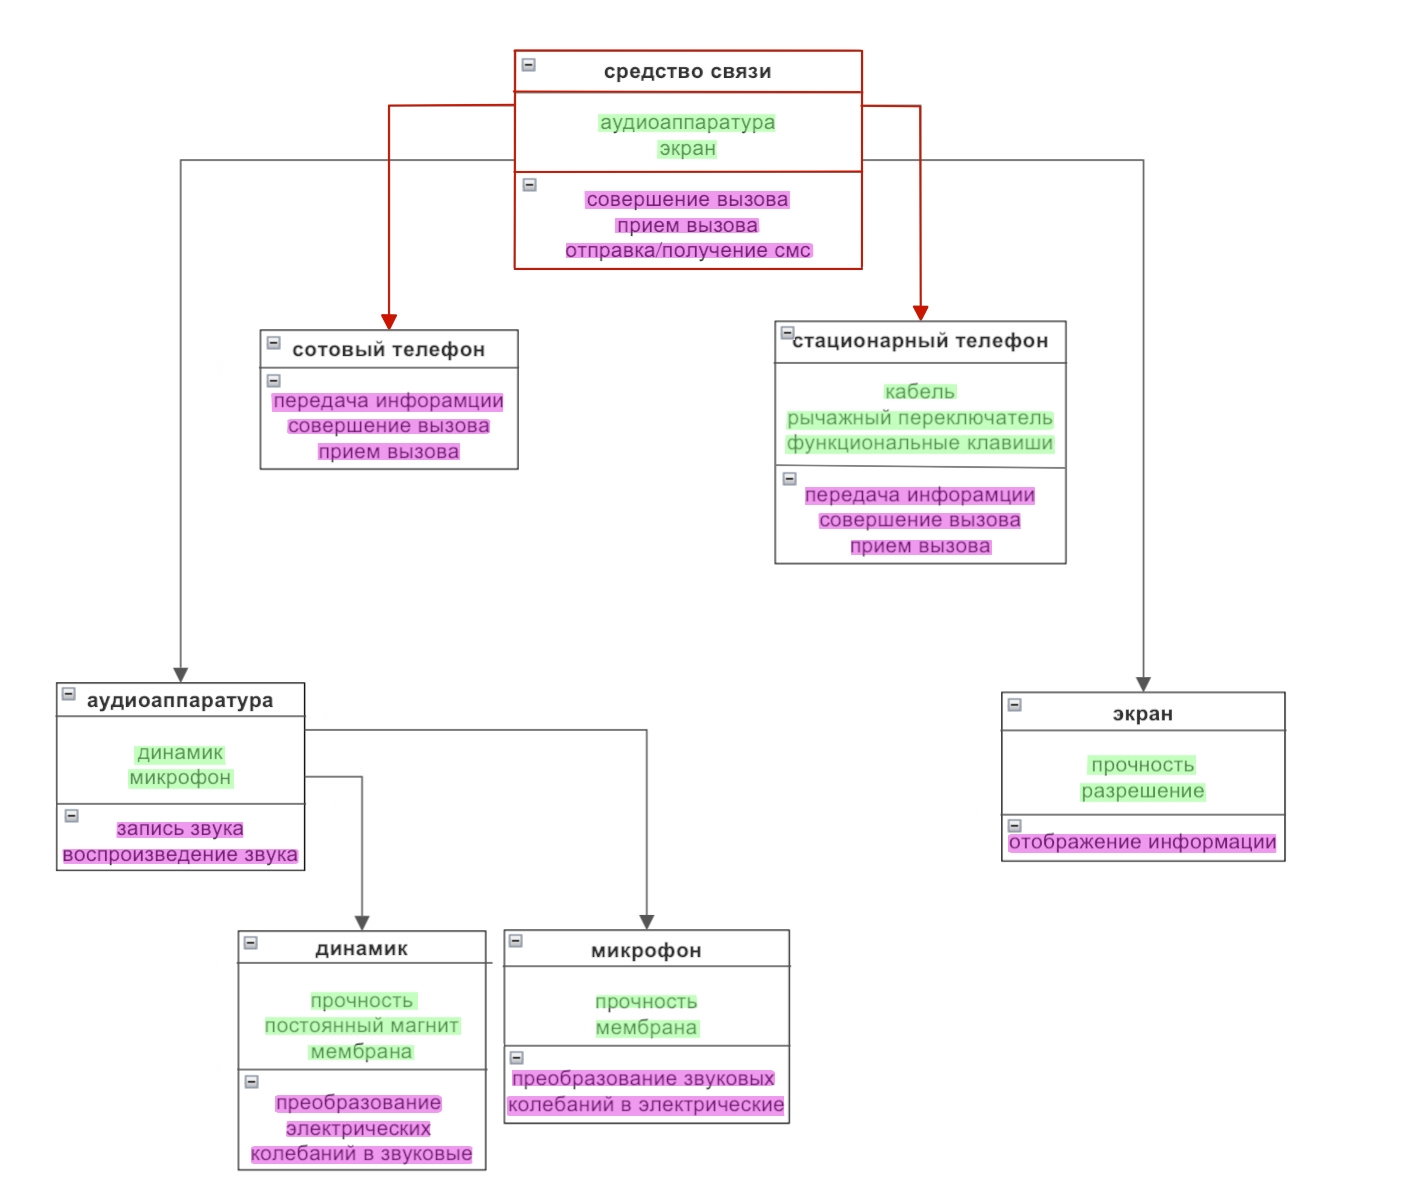 средство связи
аудиоаппаратура
экран
совершение вызова
прием вызова
отправка/получение смс
сотовый телефон
передача инфорамции
совершение вызова
прием вызова
стационарный телефон
кабель
рычажный переключатель
функциональные клавиши
передача инфорамции
совершение вызова
прием вызова
аудиоаппаратура
динамик
микрофон
запись звука
воспроизведение звука
экран
прочность
разрешение
отображение информации
динамик
прочность
постоянный магнит
мембрана
преобразование
электрических
колебаний в звуковые
микрофон
прочность
мембрана
преобразование звуковых
колебаний в электрические